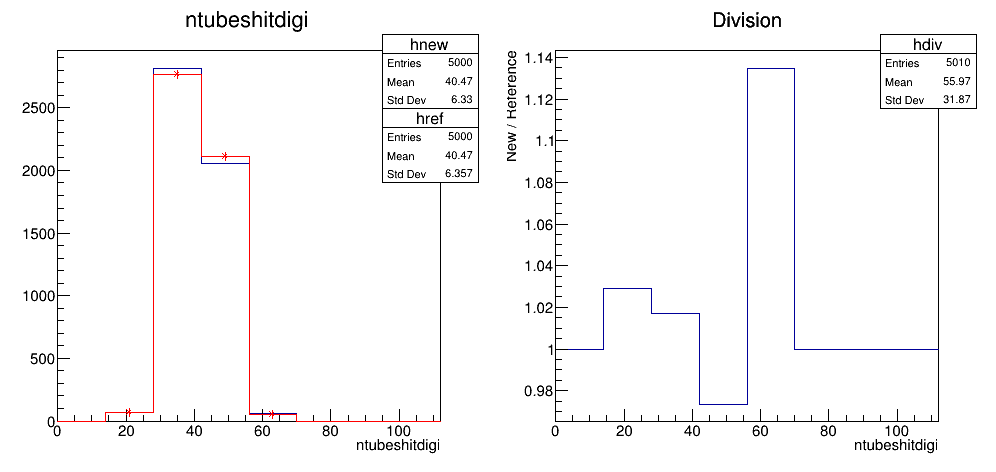 ntubeshitdigi
hnew
Entries 5000
Mean 40.47
Std Dev 6.33
href
Entries 5000
Mean 40.47
Std Dev 6.357
2500
2000
1500
1000
500
0
0 20 40 60 80 100
ntubeshitdigi
Division
hdiv
Entries 5010
Mean 55.97
Std Dev 31.87
New / Reference
1.14
1.12
1.1
1.08
1.06
1.04
1.02
1
0.98
0 20 40 60 80 100
ntubeshitdigi